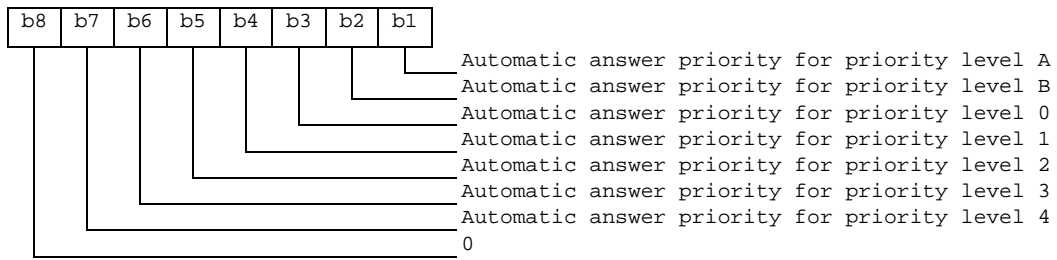 b8 b7 b6 b5 b4 b3 b2 b1
Automatic answer priority for priority level A
Automatic answer priority for priority level B
Automatic answer priority for priority level 0
Automatic answer priority for priority level 1
Automatic answer priority for priority level 2
Automatic answer priority for priority level 3
Automatic answer priority for priority level 4
0